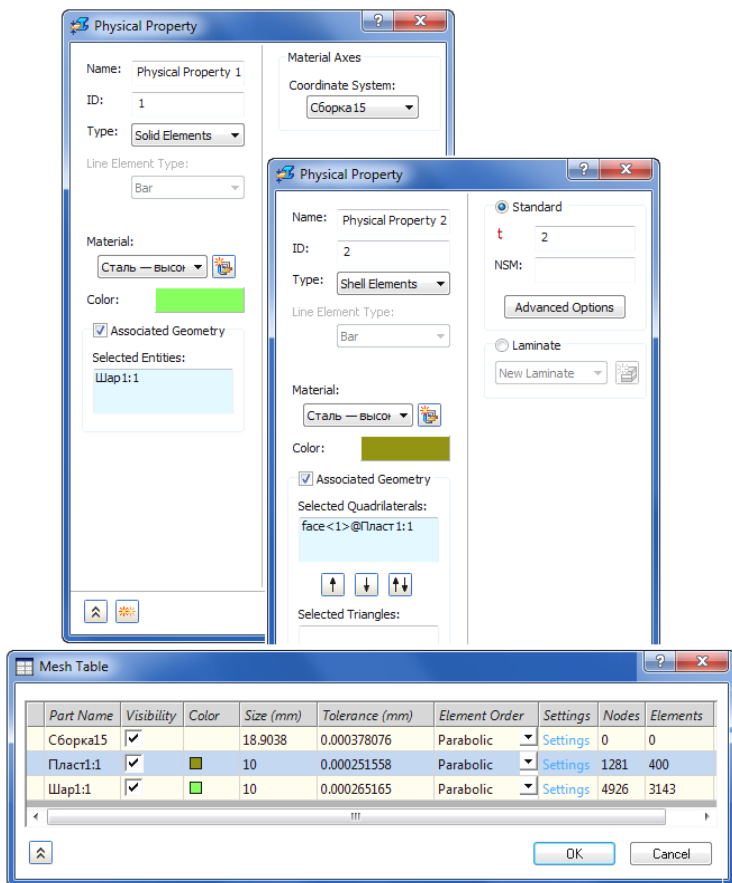 Physical Property
Name: Physical Property 1
ID: 1
Type: Solid Elements
Line Element Type:
Bar
Material:
Сталь — высок
Color:
Associated Geometry
Selected Entities:
Шар1:1
Material Axes
Coordinate System:
Сборка15
Physical Property
Name: Physical Property 2
ID: 2
Type: Shell Elements
Line Element Type:
Bar
Material:
Сталь — высок
Color:
Associated Geometry
Selected Quadrilaterals:
face<1>@Пласт1:1
Selected Triangles:
Standard
t 2
NSM:
Advanced Options
Laminate
New Laminate
Mesh Table
Part Name Visibility Color Size (mm) Tolerance (mm) Element Order Settings Nodes Elements
Сборка15 18.9038 0.000378076 Parabolic Settings 0 0
Пласт1:1 10 0.000251558 Parabolic Settings 1281 400
Шар1:1 10 0.000265165 Parabolic Settings 4926 3143
OK Cancel